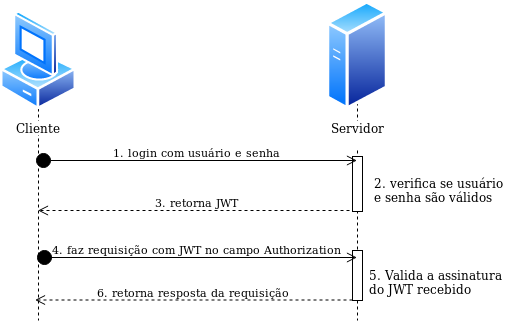 Cliente
Servidor
1. login com usuário e senha
2. verifica se usuário
e senha são válidos
3. retorna JWT
4. faz requisição com JWT no campo Authorization
5. Valida a assinatura
do JWT recebido
6. retorna resposta da requisição